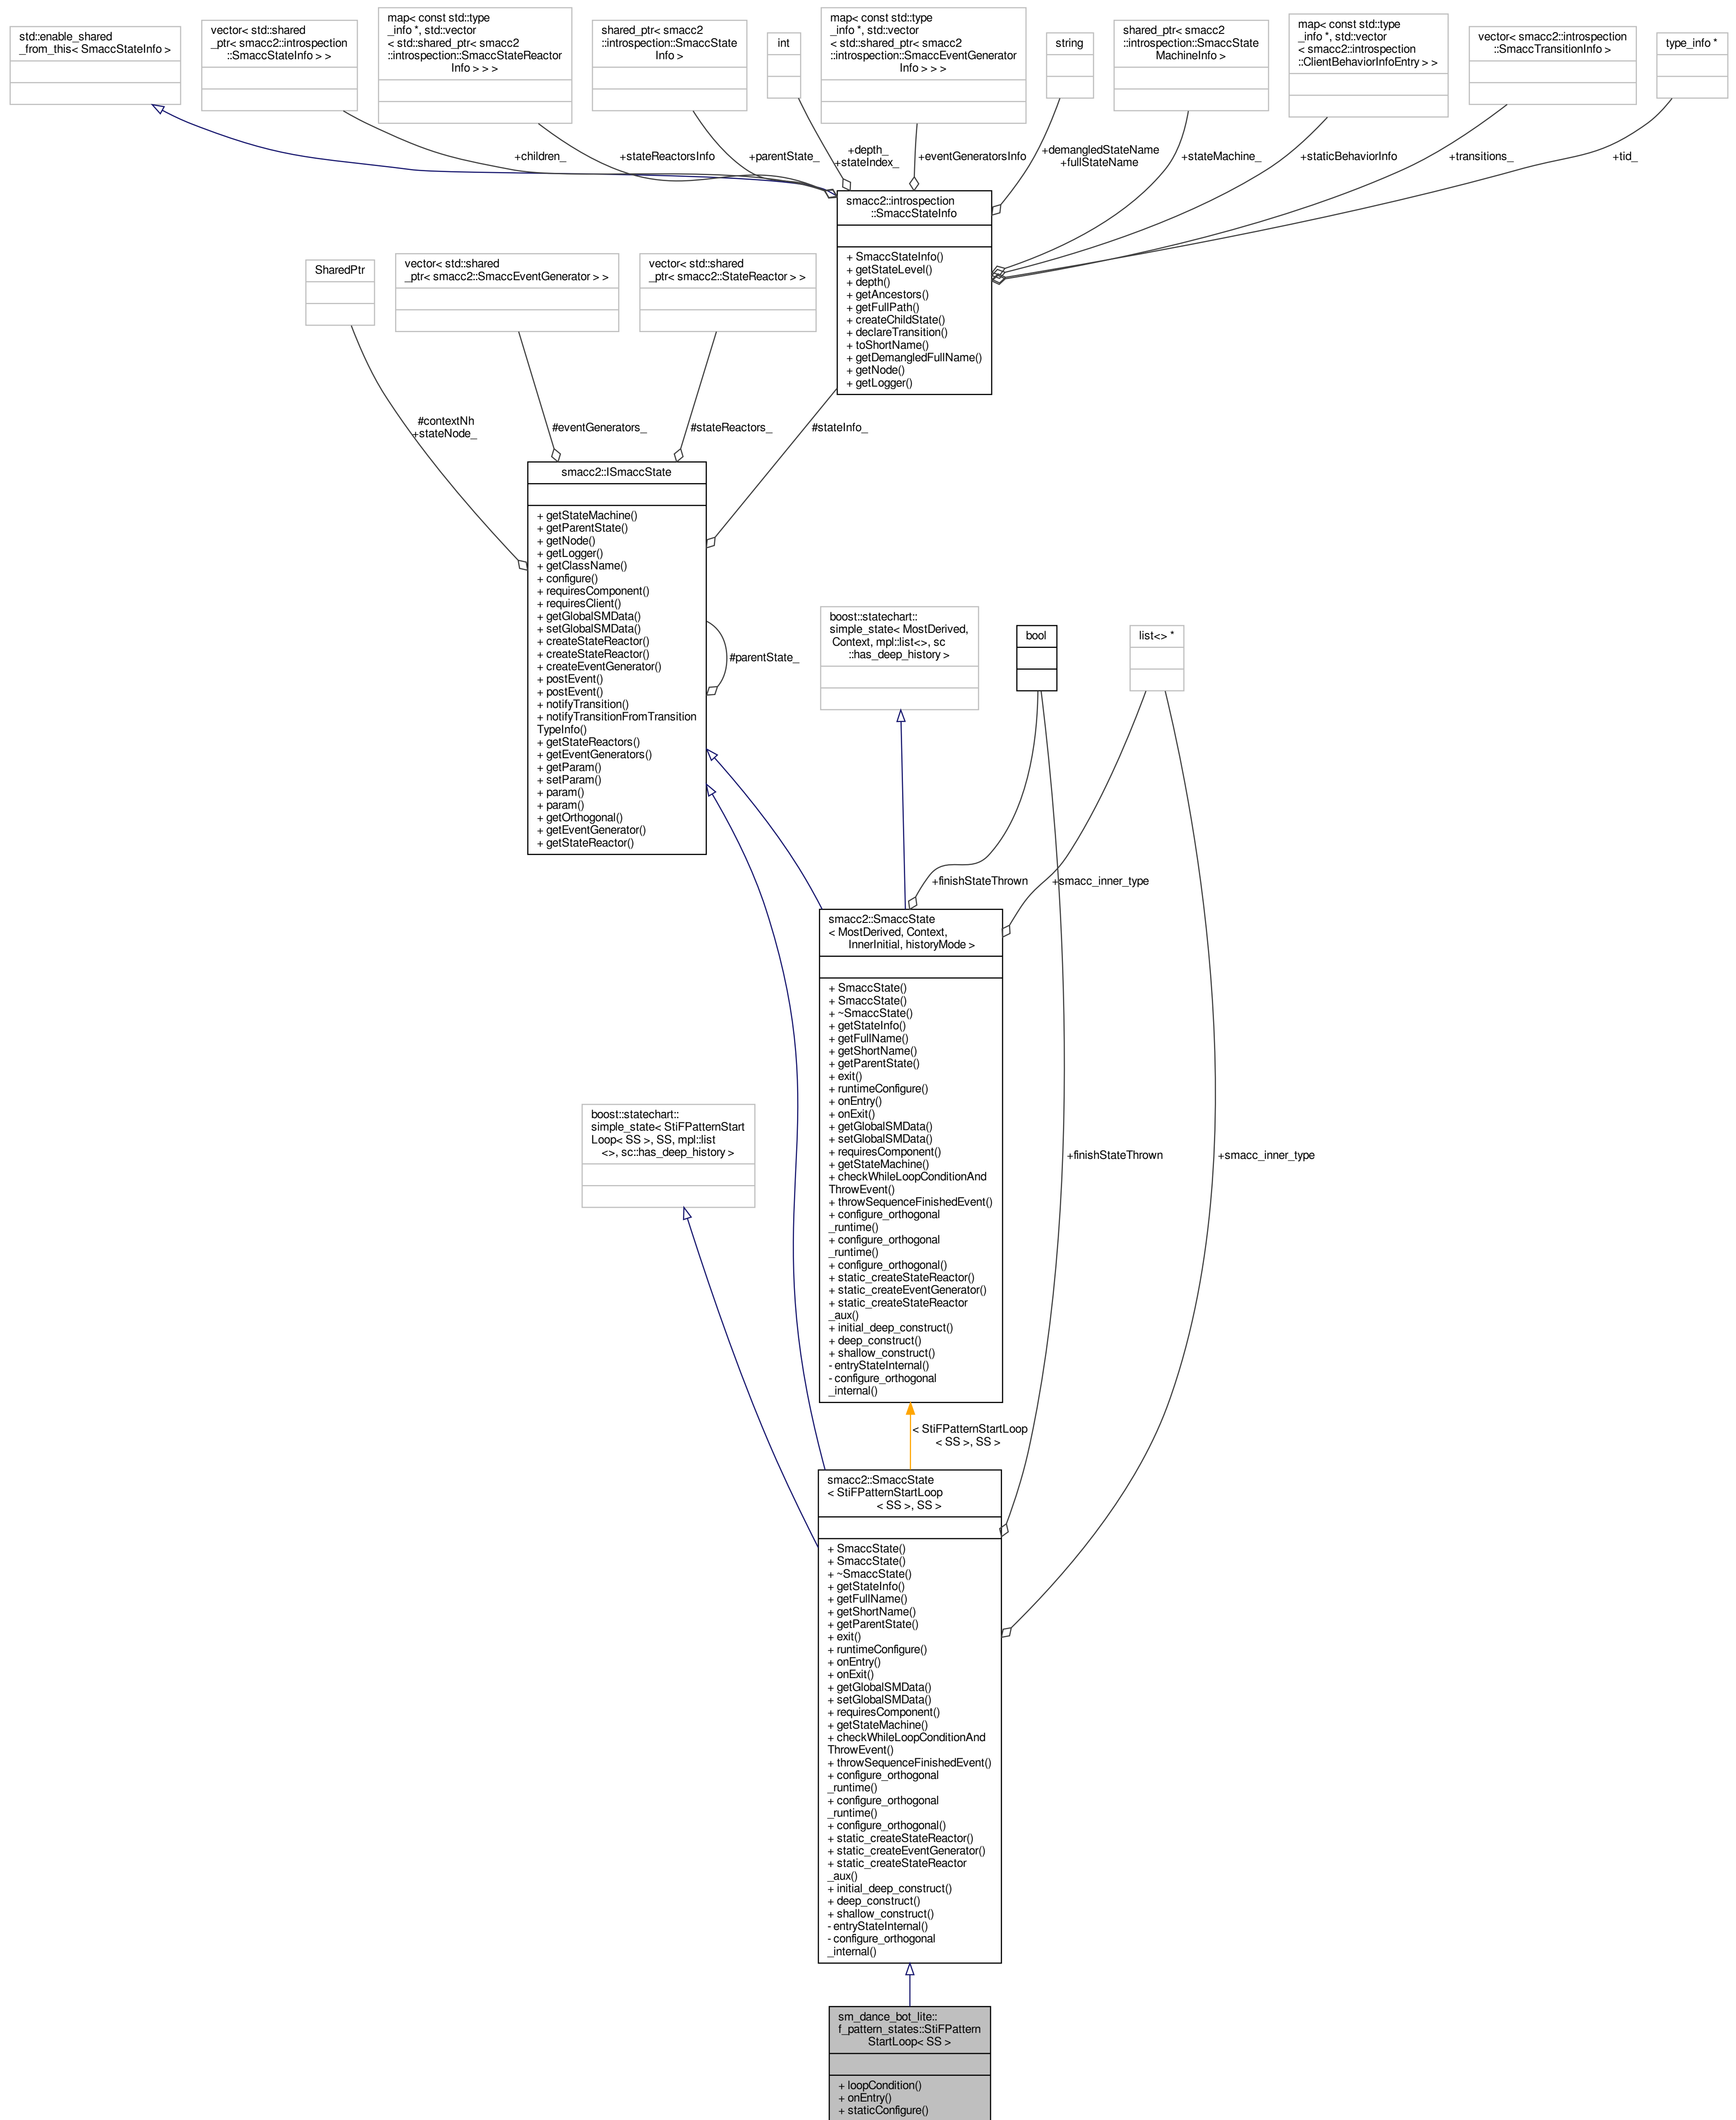 std::enable_shared
_from_this< SmaccStateInfo >
vector< std::shared
_ptr< smacc2::introspection
::SmaccStateInfo > >
map< const std::type
_info *, std::vector
< std::shared_ptr< smacc2
::introspection::SmaccStateReactor
Info > > >
shared_ptr< smacc2
::introspection::SmaccState
Info >
int
map< const std::type
_info *, std::vector
< std::shared_ptr< smacc2
::introspection::SmaccEventGenerator
Info > > >
string
shared_ptr< smacc2
::introspection::SmaccState
MachineInfo >
map< const std::type
_info *, std::vector
< smacc2::introspection
::ClientBehaviorInfoEntry > >
vector< smacc2::introspection
::SmaccTransitionInfo >
type_info *
+children_
+stateReactorsInfo
+parentState_
+depth_
+stateIndex_
+eventGeneratorsInfo
+demangledStateName
+fullStateName
+stateMachine_
+staticBehaviorInfo
+transitions_
+tid_
smacc2::introspection
::SmaccStateInfo
+ SmaccStateInfo()
+ getStateLevel()
+ depth()
+ getAncestors()
+ getFullPath()
+ createChildState()
+ declareTransition()
+ toShortName()
+ getDemangledFullName()
+ getNode()
+ getLogger()
SharedPtr
vector< std::shared
_ptr< smacc2::SmaccEventGenerator > >
vector< std::shared
_ptr< smacc2::StateReactor > >
#contextNh
+stateNode_
#eventGenerators_
#stateReactors_
#stateInfo_
smacc2::ISmaccState
+ getStateMachine()
+ getParentState()
+ getNode()
+ getLogger()
+ getClassName()
+ configure()
+ requiresComponent()
+ requiresClient()
+ getGlobalSMData()
+ setGlobalSMData()
+ createStateReactor()
+ createStateReactor()
+ createEventGenerator()
+ postEvent()
+ postEvent()
+ notifyTransition()
+ notifyTransitionFromTransition
TypeInfo()
+ getStateReactors()
+ getEventGenerators()
+ getParam()
+ setParam()
+ param()
+ param()
+ getOrthogonal()
+ getEventGenerator()
+ getStateReactor()
#parentState_
boost::statechart::
simple_state< MostDerived,
Context, mpl::list<>, sc
::has_deep_history >
bool
list<> *
+finishStateThrown
+smacc_inner_type
smacc2::SmaccState
< MostDerived, Context,
InnerInitial, historyMode >
+ SmaccState()
+ SmaccState()
+ ~SmaccState()
+ getStateInfo()
+ getFullName()
+ getShortName()
+ getParentState()
+ exit()
+ runtimeConfigure()
+ onEntry()
+ onExit()
+ getGlobalSMData()
+ setGlobalSMData()
+ requiresComponent()
+ getStateMachine()
+ checkWhileLoopConditionAnd
ThrowEvent()
+ throwSequenceFinishedEvent()
+ configure_orthogonal
_runtime()
+ configure_orthogonal
_runtime()
+ configure_orthogonal()
+ static_createStateReactor()
+ static_createEventGenerator()
+ static_createStateReactor
_aux()
+ initial_deep_construct()
+ deep_construct()
+ shallow_construct()
- entryStateInternal()
- configure_orthogonal
_internal()
boost::statechart::
simple_state< StiFPatternStart
Loop< SS >, SS, mpl::list
<>, sc::has_deep_history >
+finishStateThrown
+smacc_inner_type
< StiFPatternStartLoop
< SS >, SS >
smacc2::SmaccState
< StiFPatternStartLoop
< SS >, SS >
+ SmaccState()
+ SmaccState()
+ ~SmaccState()
+ getStateInfo()
+ getFullName()
+ getShortName()
+ getParentState()
+ exit()
+ runtimeConfigure()
+ onEntry()
+ onExit()
+ getGlobalSMData()
+ setGlobalSMData()
+ requiresComponent()
+ getStateMachine()
+ checkWhileLoopConditionAnd
ThrowEvent()
+ throwSequenceFinishedEvent()
+ configure_orthogonal
_runtime()
+ configure_orthogonal
_runtime()
+ configure_orthogonal()
+ static_createStateReactor()
+ static_createEventGenerator()
+ static_createStateReactor
_aux()
+ initial_deep_construct()
+ deep_construct()
+ shallow_construct()
- entryStateInternal()
- configure_orthogonal
_internal()
sm_dance_bot_lite::
f_pattern_states::StiFPattern
StartLoop< SS >
+ loopCondition()
+ onEntry()
+ staticConfigure()